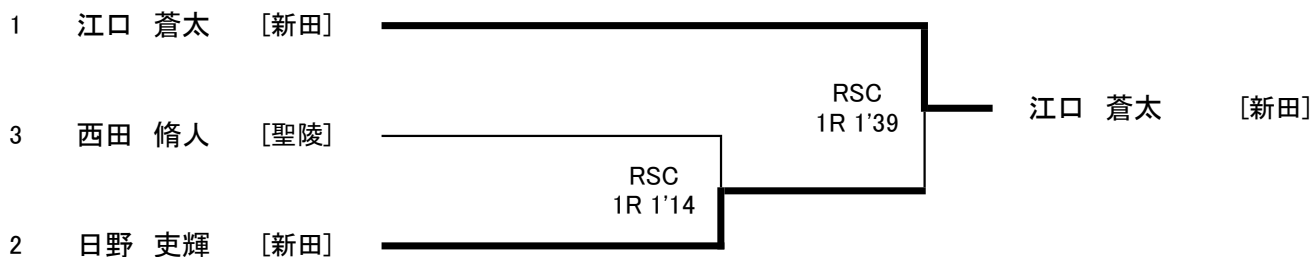 1 江口 蒼太 [新田]
RSC
1R 1'39
江口 蒼太 [新田]
3 西田 脩人 [聖陵]
RSC
1R 1'14
2 日野 吏輝 [新田]